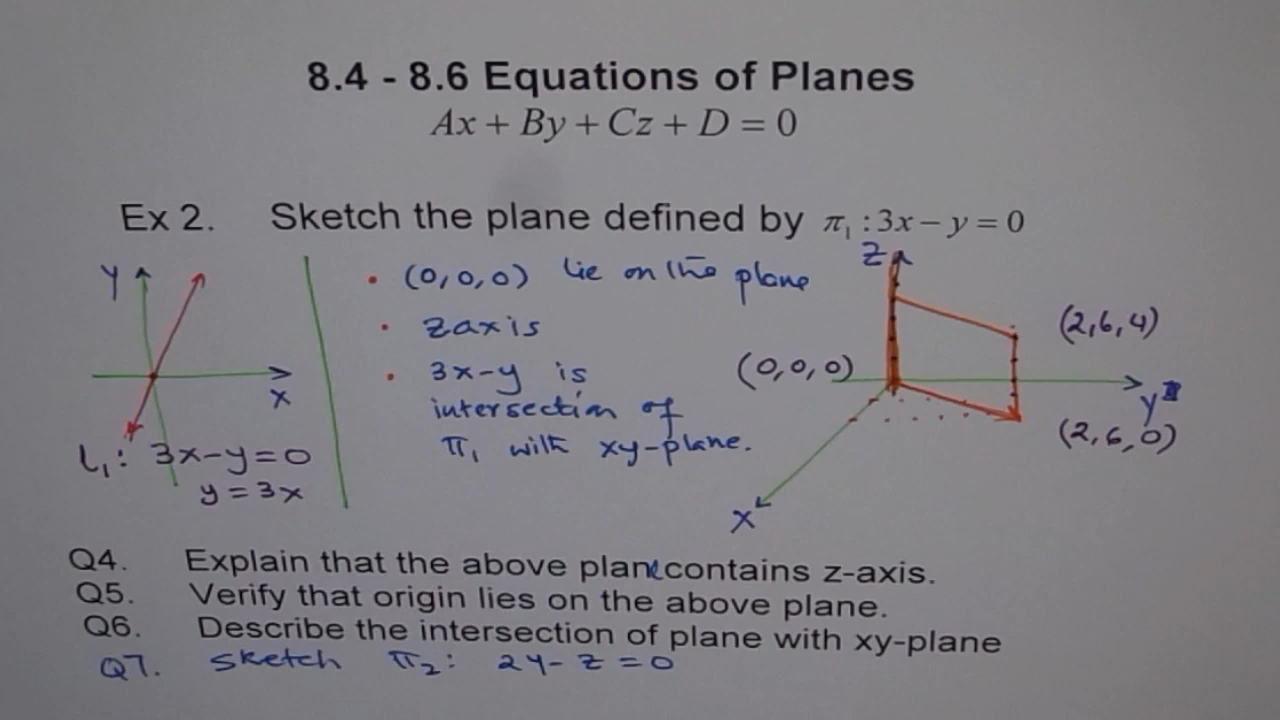 8.4 - 8.6 Equations of Planes
Ax + By + Cz + D = 0
Ex 2. Sketch the plane defined by π₁ : 3x − y = 0
Y
X
L₁: 3x-y=0
y = 3x
• (0,0,0) lie on the plane
• z axis
• 3x-y is
intersection of
π₁ with xy-plane.
Z
(2,6,4)
(0,0,0)
y
(2,6,0)
X
Q4. Explain that the above plane contains z-axis.
Q5. Verify that origin lies on the above plane.
Q6. Describe the intersection of plane with xy-plane
Q7. Sketch π₂: 2y - z = 0